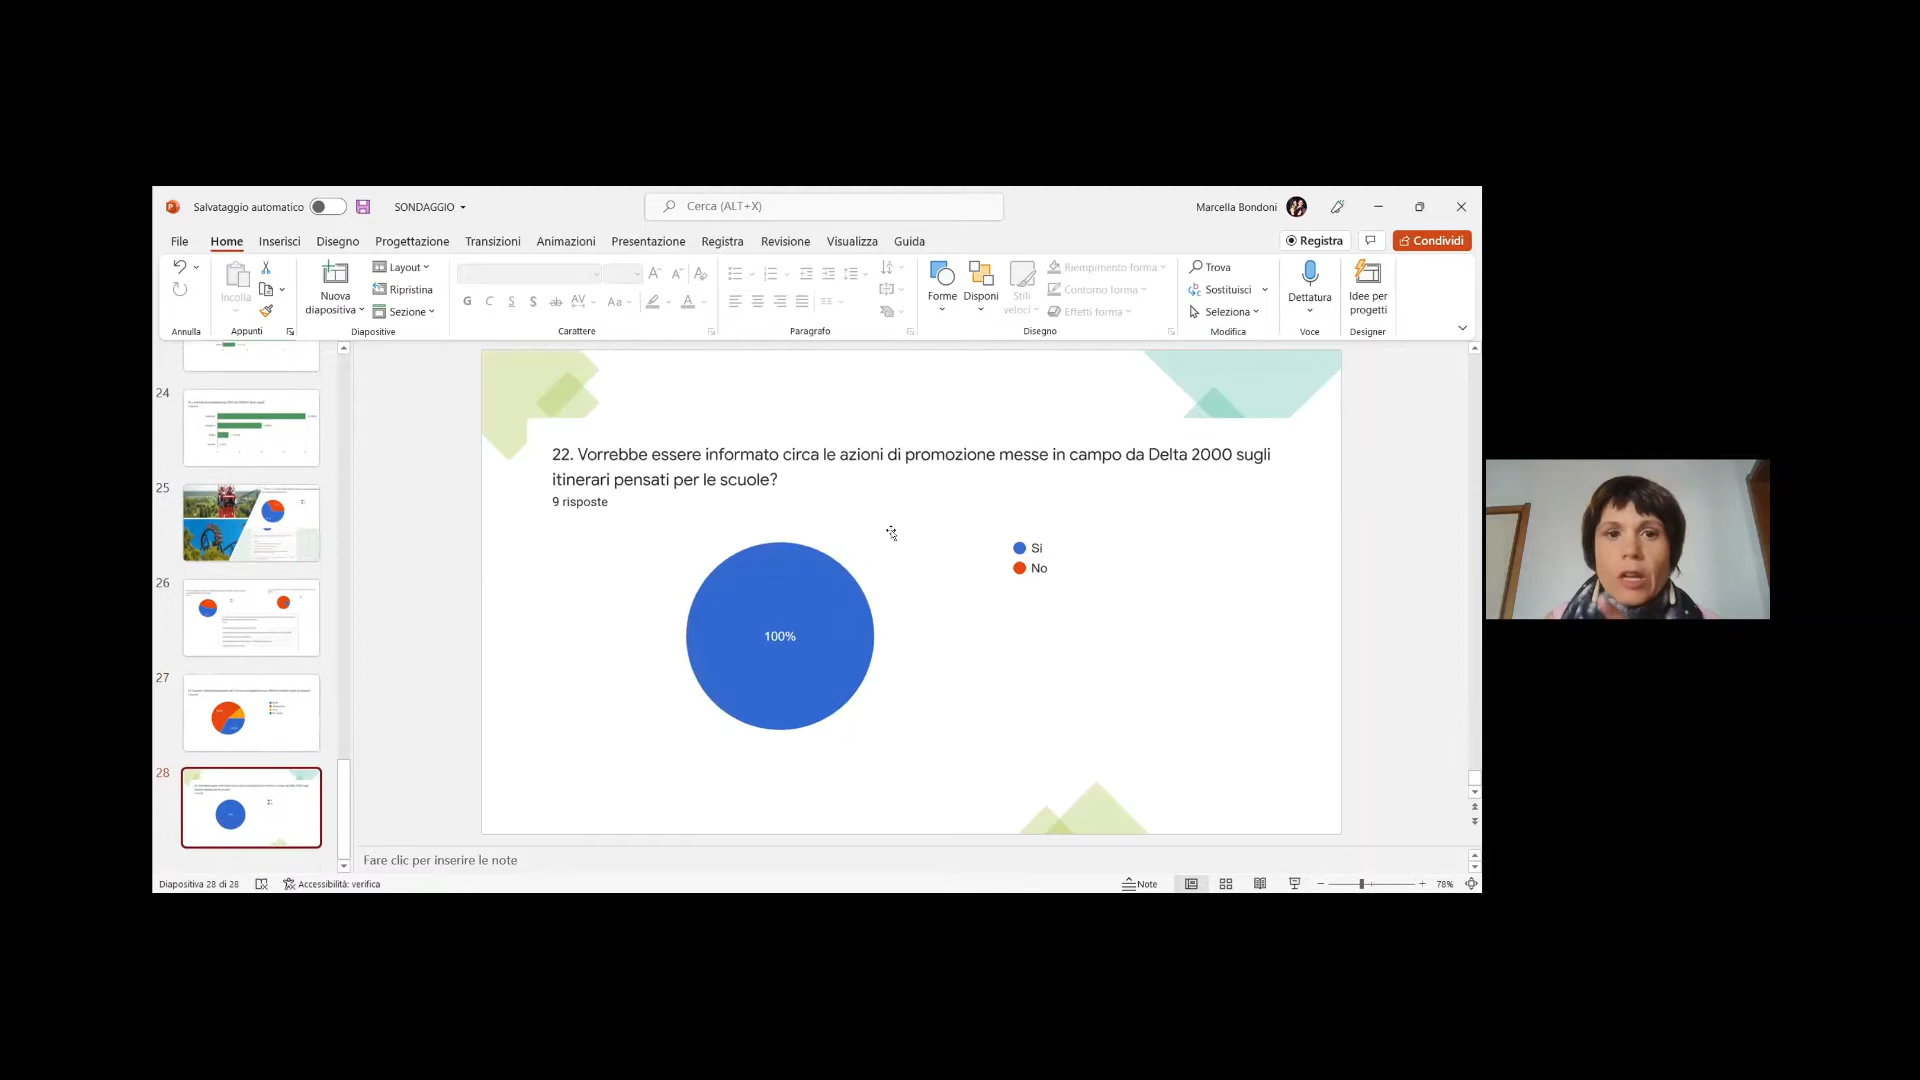 Salvataggio automatico
SONDAGGIO
Cerca (ALT+X)
Marcella Bondoni
File Home Inserisci Disegno Progettazione Transizioni Animazioni Presentazione Registra Revisione Visualizza Guida
Registra
Condividi
Incolla
Nuova
diapositiva
Layout
Ripristina
Sezione
G C S S ab AV Aa A
Forme
Disponi
Stili
veloci
Riempimento forma
Contorno forma
Effetti forma
Trova
Sostituisci
Seleziona
Dettatura
Idee per
progetti
Annulla Appunti Diapositive Carattere Paragrafo Disegno Modifica Voce Designer
24
25
26
27
28
22. Vorrebbe essere informato circa le azioni di promozione messe in campo da Delta 2000 sugli
itinerari pensati per le scuole?
9 risposte
Si
No
100%
Fare clic per inserire le note
Diapositiva 28 di 28
Accessibilità: verifica
Note
78%